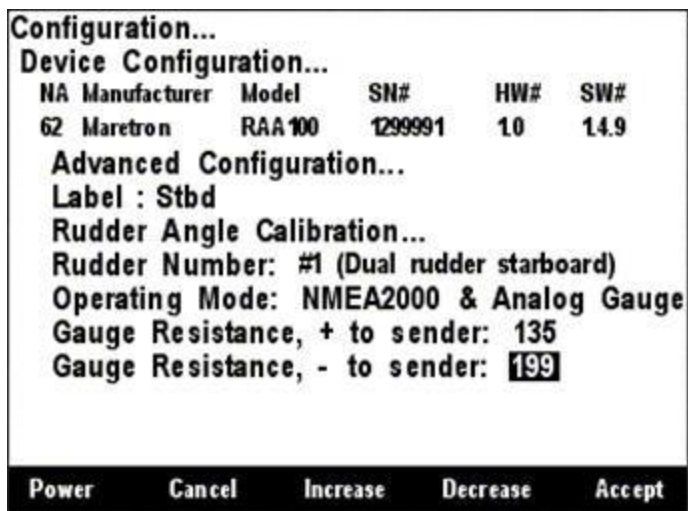 Configuration...
Device Configuration...
NA Manufacturer Model SN# HW# SW#
62 Maretron RAA100 1299991 1.0 1.4.9
Advanced Configuration...
Label : Stbd
Rudder Angle Calibration...
Rudder Number: #1 (Dual rudder starboard)
Operating Mode: NMEA2000 & Analog Gauge
Gauge Resistance, + to sender: 135
Gauge Resistance, - to sender: 199
Power Cancel Increase Decrease Accept